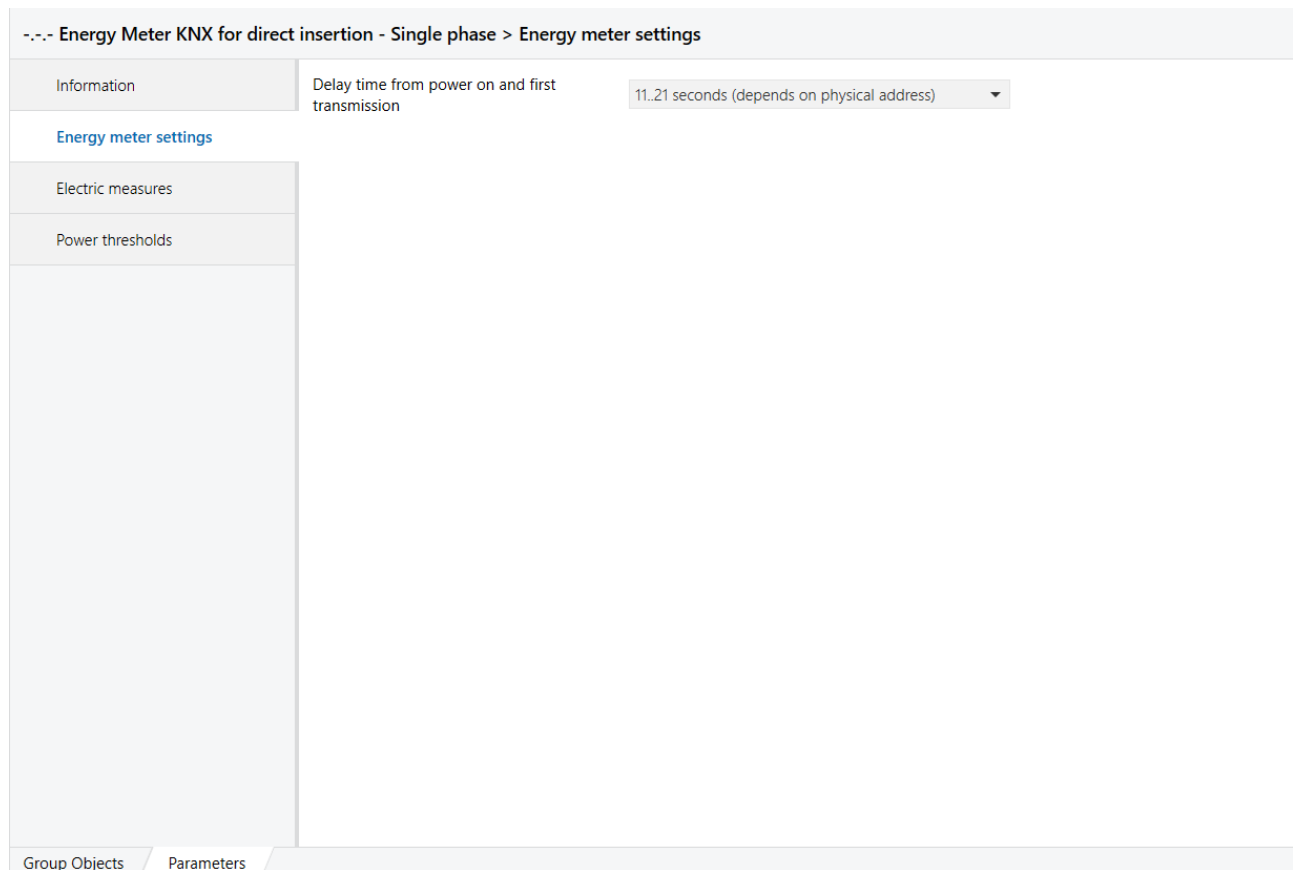 -.-.- Energy Meter KNX for direct insertion - Single phase > Energy meter settings
Information
Energy meter settings
Electric measures
Power thresholds
Delay time from power on and first
transmission
11..21 seconds (depends on physical address)
Group Objects
Parameters